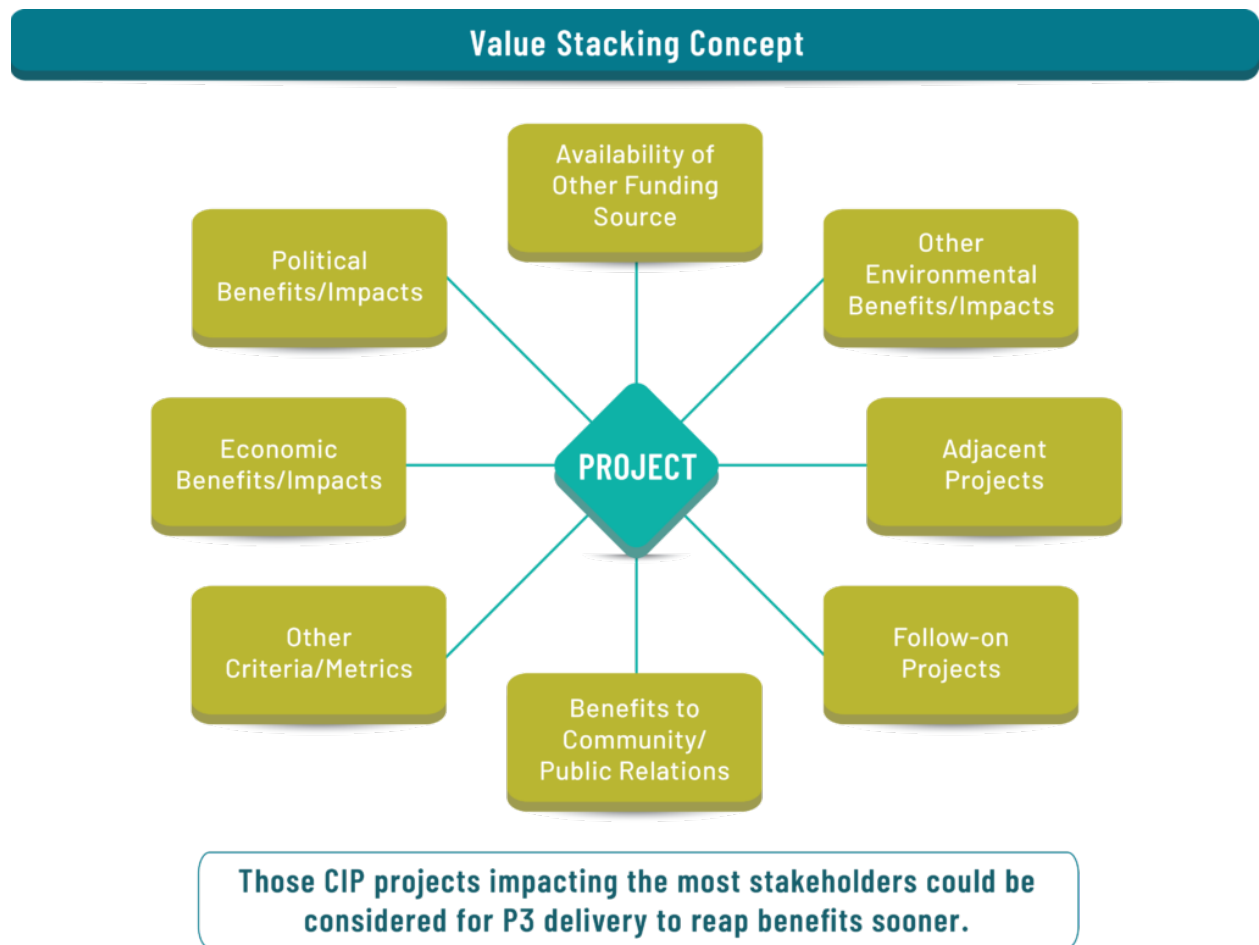 Value Stacking Concept
Availability of
Other Funding
Source
Political
Benefits/Impacts
Other
Environmental
Benefits/Impacts
Economic
Benefits/Impacts
PROJECT
Adjacent
Projects
Other
Criteria/Metrics
Follow-on
Projects
Benefits to
Community/
Public Relations
Those CIP projects impacting the most stakeholders could be
considered for P3 delivery to reap benefits sooner.